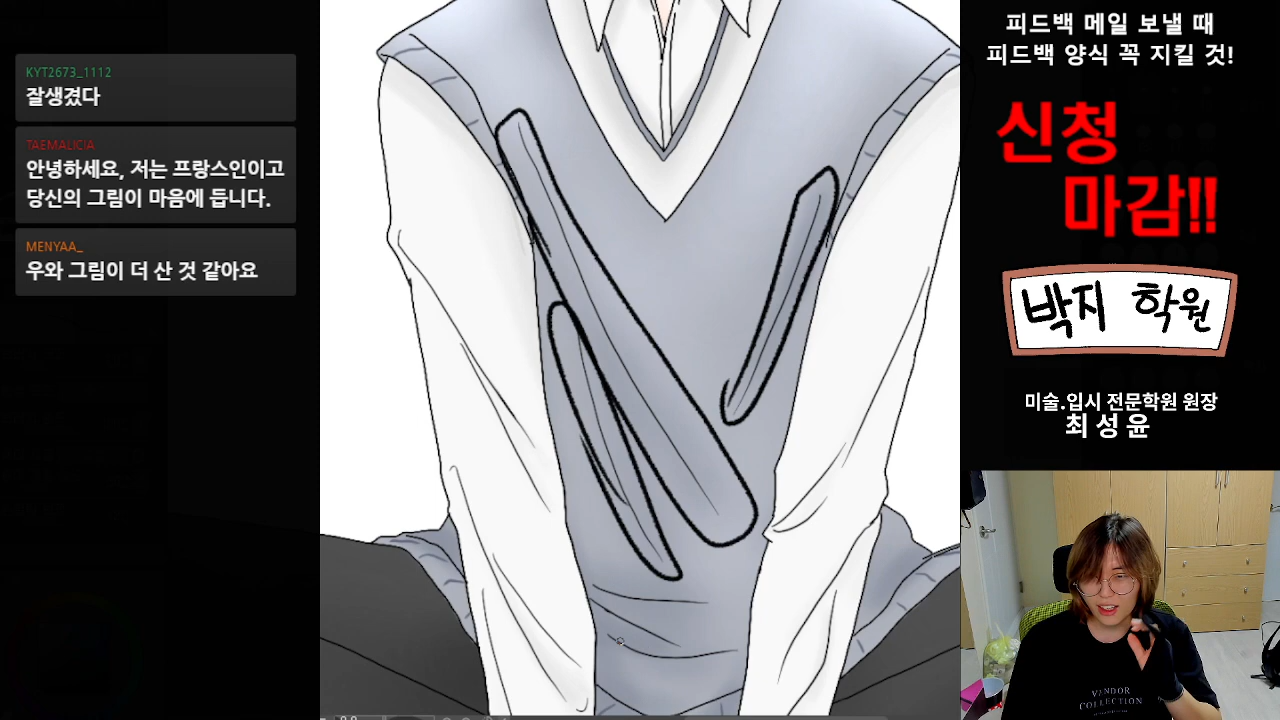 KYT2673_1112
잘생겼다
TAEMALICIA
안녕하세요, 저는 프랑스인이고
당신의 그림이 마음에 듭니다.
MENYAA_
우와 그림이 더 산 것 같아요
피드백 메일 보낼 때
피드백 양식 꼭 지킬 것!
신청
마감!!
박지 학원
미술.입시 전문학원 원장
최성윤
VENDOR
COLLECTION